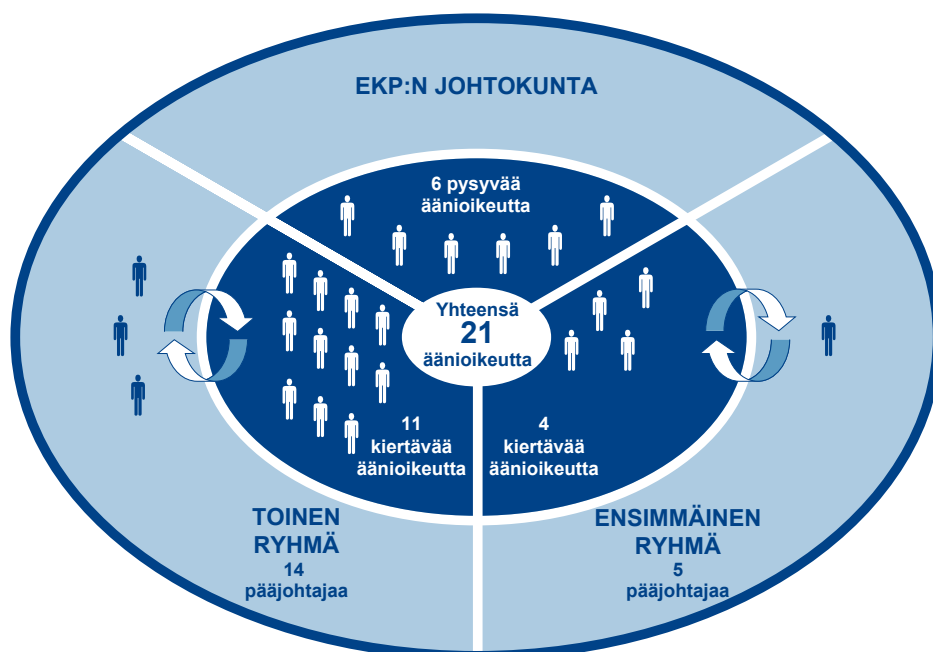 EKP:N JOHTOKUNTA
6 pysyvää
äänioikeutta
Yhteensä
21
äänioikeutta
11
kiertävää
äänioikeutta
4
kiertävää
äänioikeutta
TOINEN
RYHMÄ
14
pääjohtajaa
ENSIMMÄINEN
RYHMÄ
5
pääjohtajaa